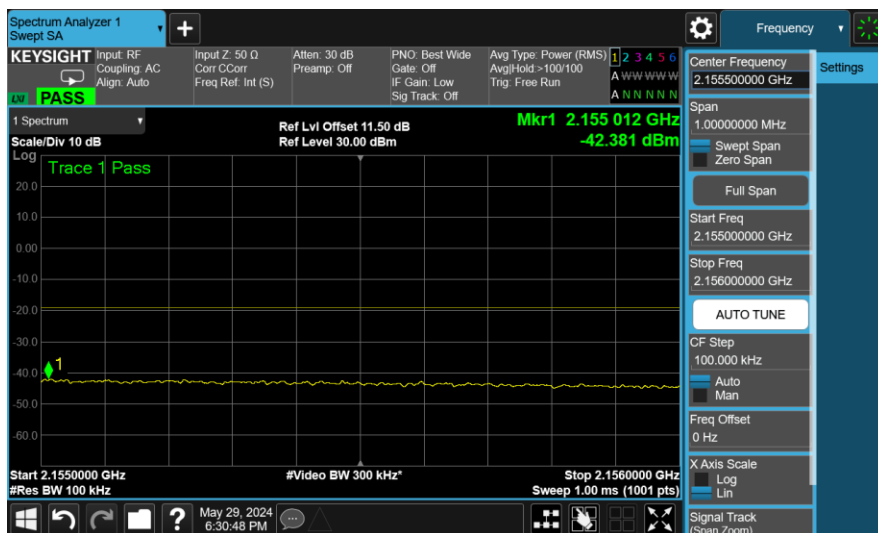 Spectrum Analyzer 1
Swept SA
+
Frequency
KEYSIGHT
Input: RF
Coupling: AC
Align: Auto
Input Z: 50 Ω
Corr CCorr
Freq Ref: Int (S)
Atten: 30 dB
Preamp: Off
PNO: Best Wide
Gate: Off
IF Gain: Low
Sig Track: Off
Avg Type: Power (RMS)
Avg|Hold:>100/100
Trig: Free Run
1 2 3 4 5 6
A W W W W W
A N N N N N
LXI PASS
1 Spectrum
Scale/Div 10 dB
Ref Lvl Offset 11.50 dB
Ref Level 30.00 dBm
Mkr1 2.155 012 GHz
-42.381 dBm
Log
Trace 1 Pass
20.0
10.0
0.00
-10.0
-20.0
-30.0
-40.0
-50.0
-60.0
1
Start 2.1550000 GHz
#Res BW 100 kHz
#Video BW 300 kHz*
Stop 2.1560000 GHz
Sweep 1.00 ms (1001 pts)
May 29, 2024
6:30:48 PM
?
Center Frequency
2.155500000 GHz
Settings
Span
1.00000000 MHz
Swept Span
Zero Span
Full Span
Start Freq
2.155000000 GHz
Stop Freq
2.156000000 GHz
AUTO TUNE
CF Step
100.000 kHz
Auto
Man
Freq Offset
0 Hz
X Axis Scale
Log
Lin
Signal Track
(Span Zoom)